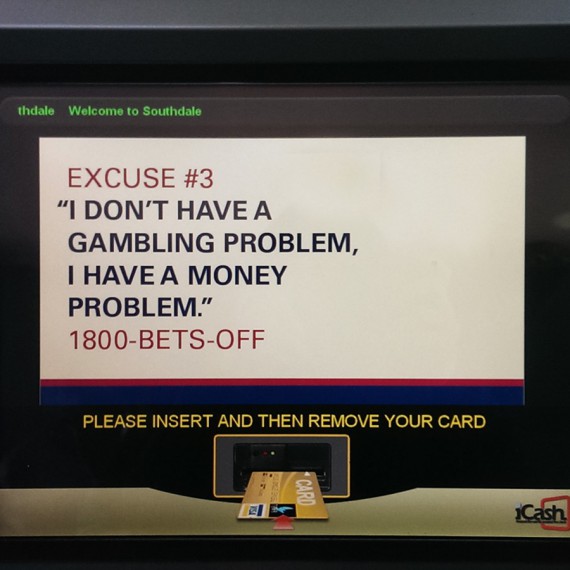 thdale Welcome to Southdale
EXCUSE #3
“I DON’T HAVE A
GAMBLING PROBLEM,
I HAVE A MONEY
PROBLEM.”
1800-BETS-OFF
PLEASE INSERT AND THEN REMOVE YOUR CARD
CARD
VISA
iCash